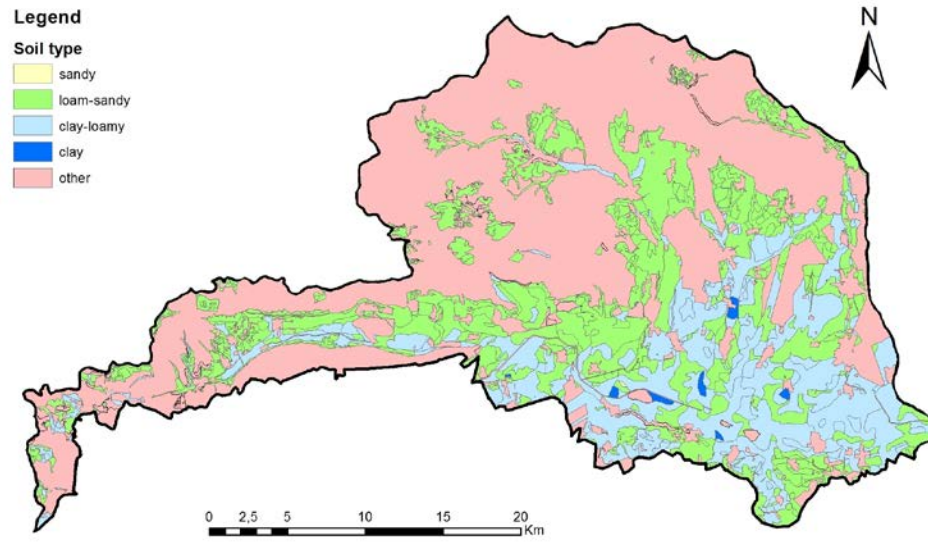 Legend
Soil type
sandy
loam-sandy
clay-loamy
clay
other
N
0 2,5 5 10 15 20
Km